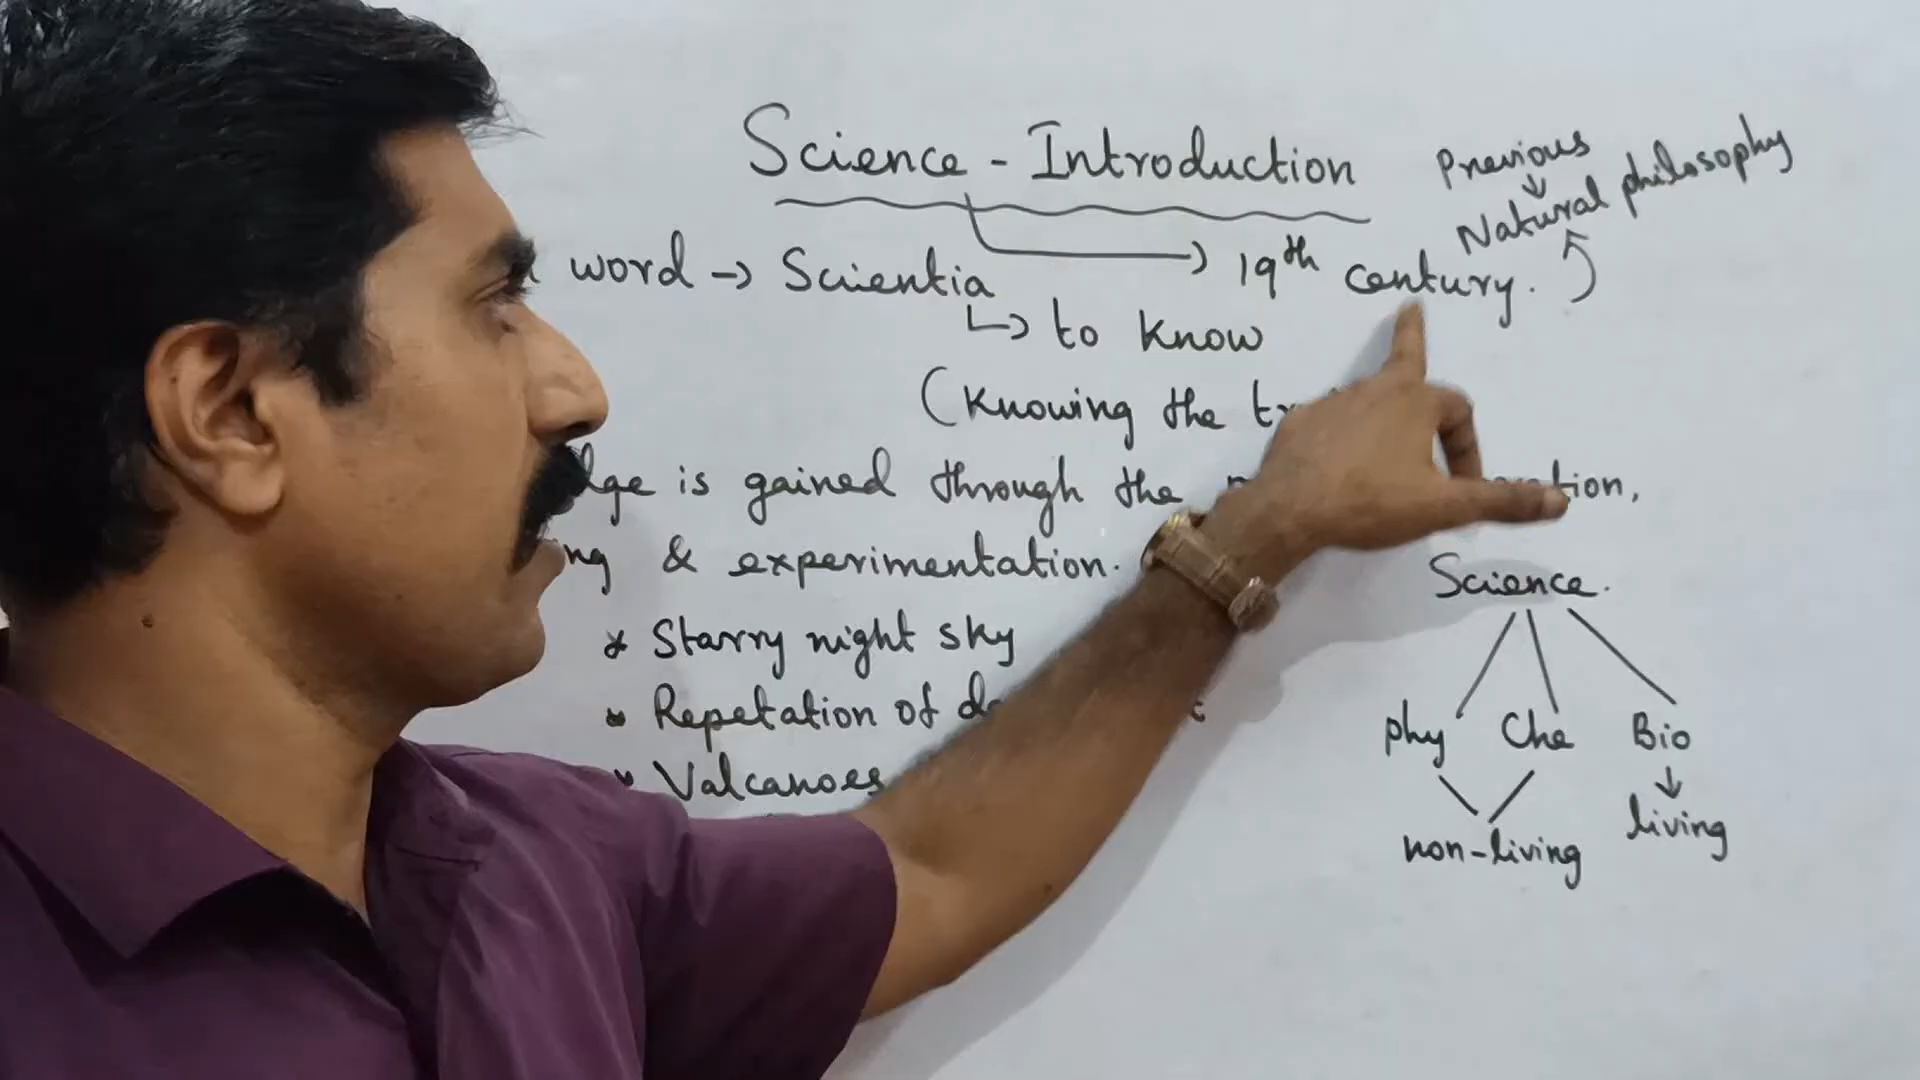 Science - Introduction
Previous
Natural philosophy
word → Scientia → 19th century.
↳ to know
(Knowing the
is gained through the
& experimentation.
Science.
* Starry night sky
* Repetation of
* Valcanoes
phy Che Bio
living
non-living